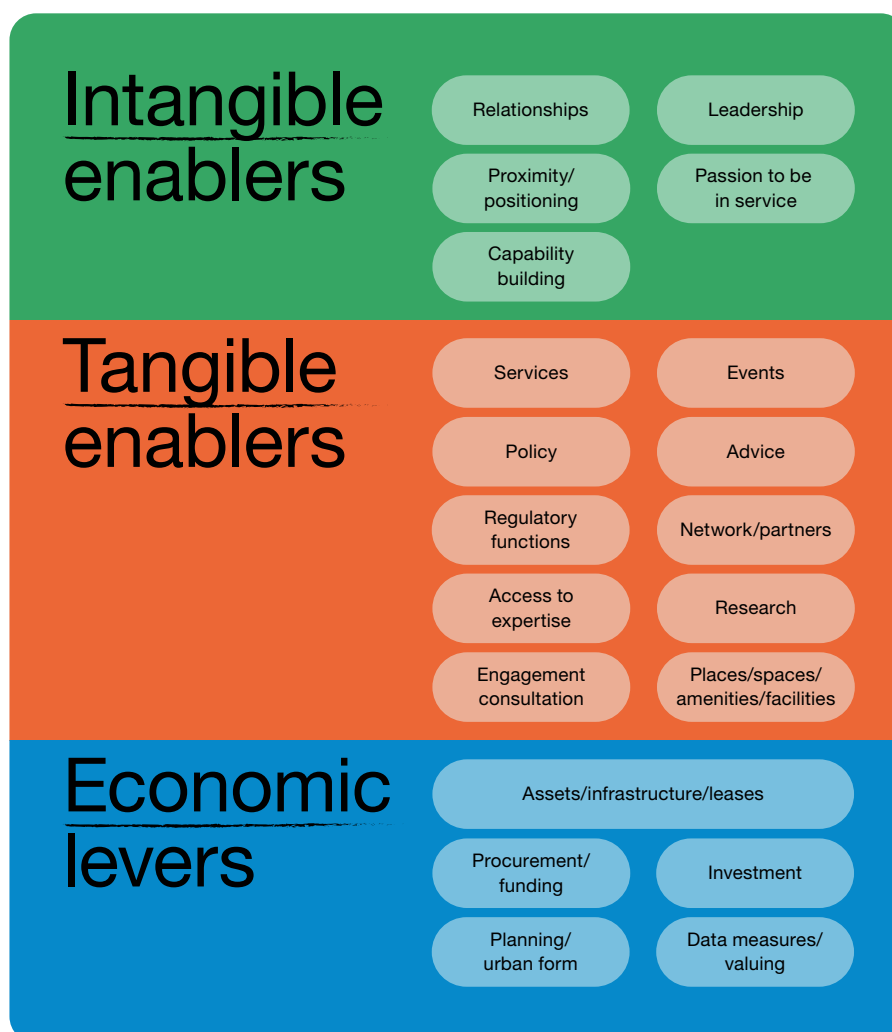 Intangible
enablers
Relationships
Leadership
Proximity/
positioning
Passion to be
in service
Capability
building
Tangible
enablers
Services
Events
Policy
Advice
Regulatory
functions
Network/partners
Access to
expertise
Research
Engagement
consultation
Places/spaces/
amenities/facilities
Economic
levers
Assets/infrastructure/leases
Procurement/
funding
Investment
Planning/
urban form
Data measures/
valuing